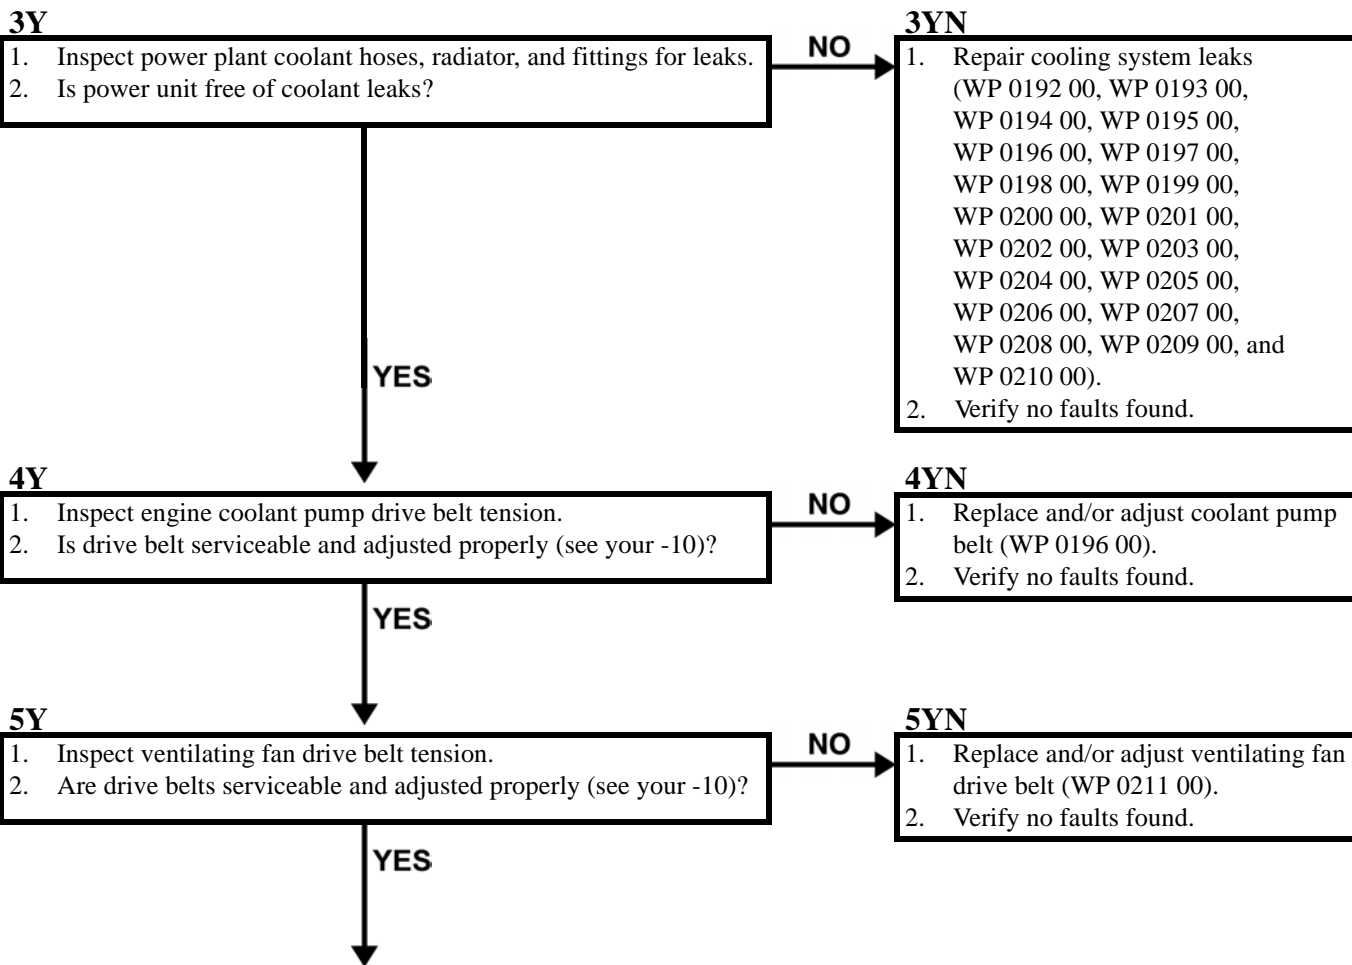 3Y
1. Inspect power plant coolant hoses, radiator, and fittings for leaks.
2. Is power unit free of coolant leaks?
NO
3YN
1. Repair cooling system leaks
(WP 0192 00, WP 0193 00,
WP 0194 00, WP 0195 00,
WP 0196 00, WP 0197 00,
WP 0198 00, WP 0199 00,
WP 0200 00, WP 0201 00,
WP 0202 00, WP 0203 00,
WP 0204 00, WP 0205 00,
WP 0206 00, WP 0207 00,
WP 0208 00, WP 0209 00, and
WP 0210 00).
2. Verify no faults found.
YES
4Y
1. Inspect engine coolant pump drive belt tension.
2. Is drive belt serviceable and adjusted properly (see your -10)?
NO
4YN
1. Replace and/or adjust coolant pump
belt (WP 0196 00).
2. Verify no faults found.
YES
5Y
1. Inspect ventilating fan drive belt tension.
2. Are drive belts serviceable and adjusted properly (see your -10)?
NO
5YN
1. Replace and/or adjust ventilating fan
drive belt (WP 0211 00).
2. Verify no faults found.
YES